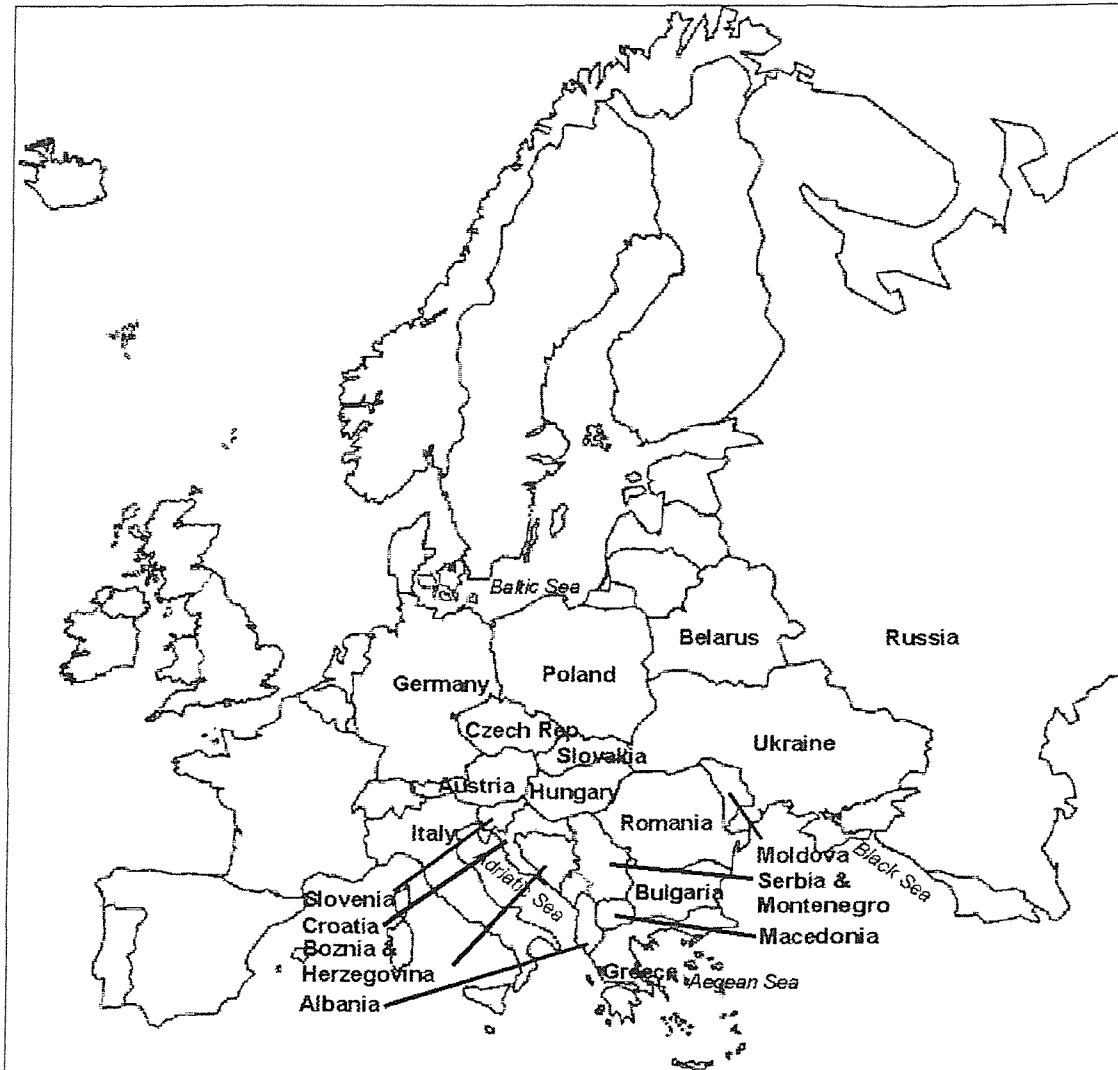 Baltic Sea
Belarus
Russia
Poland
Germany
Czech Rep
Ukraine
Slovakia
Austria
Hungary
Italy
Romania
Moldova
Black Sea
Adriatic Sea
Serbia &
Montenegro
Bulgaria
Slovenia
Croatia
Boznia &
Herzegovina
Macedonia
Greece
Aegean Sea
Albania